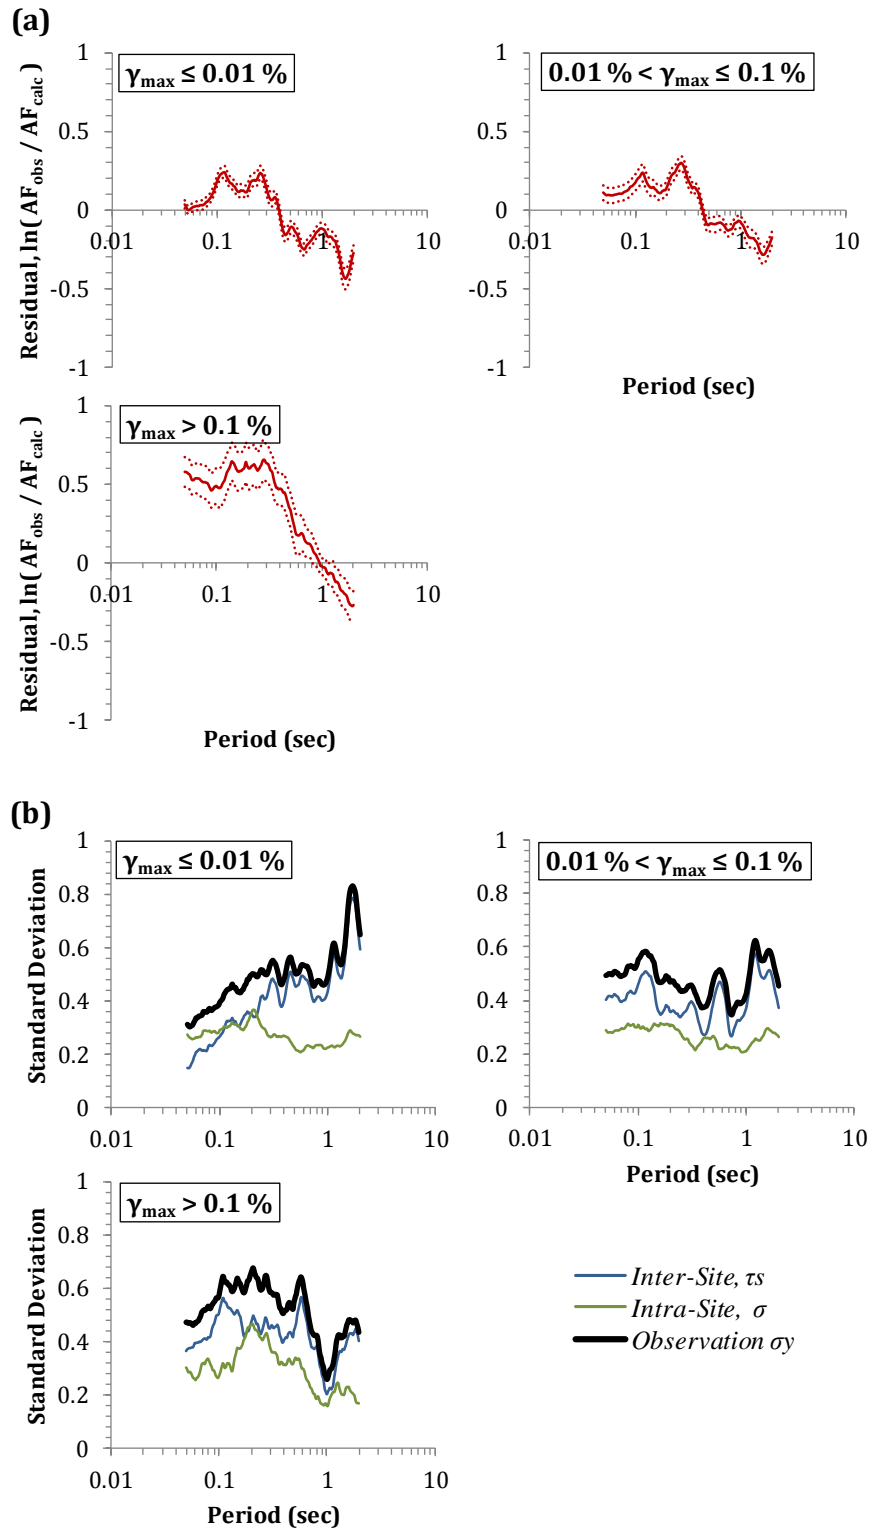 (a)
1
0.5
0
-0.5
-1
0.01 0.1 1 10
Residual, ln( AFobs / AFcalc )
γmax ≤ 0.01 %
1
0.5
0
-0.5
-1
0.01 0.1 1 10
0.01 % < γmax ≤ 0.1 %
Period (sec)
1
0.5
0
-0.5
-1
0.01 0.1 1 10
Residual, ln( AFobs / AFcalc )
γmax > 0.1 %
Period (sec)
(b)
1
0.8
0.6
0.4
0.2
0
0.01 0.1 1 10
Standard Deviation
γmax ≤ 0.01 %
1
0.8
0.6
0.4
0.2
0
0.01 0.1 1 10
0.01 % < γmax ≤ 0.1 %
Period (sec)
1
0.8
0.6
0.4
0.2
0
0.01 0.1 1 10
Standard Deviation
γmax > 0.1 %
Period (sec)
Inter-Site, τs
Intra-Site, σ
Observation σy